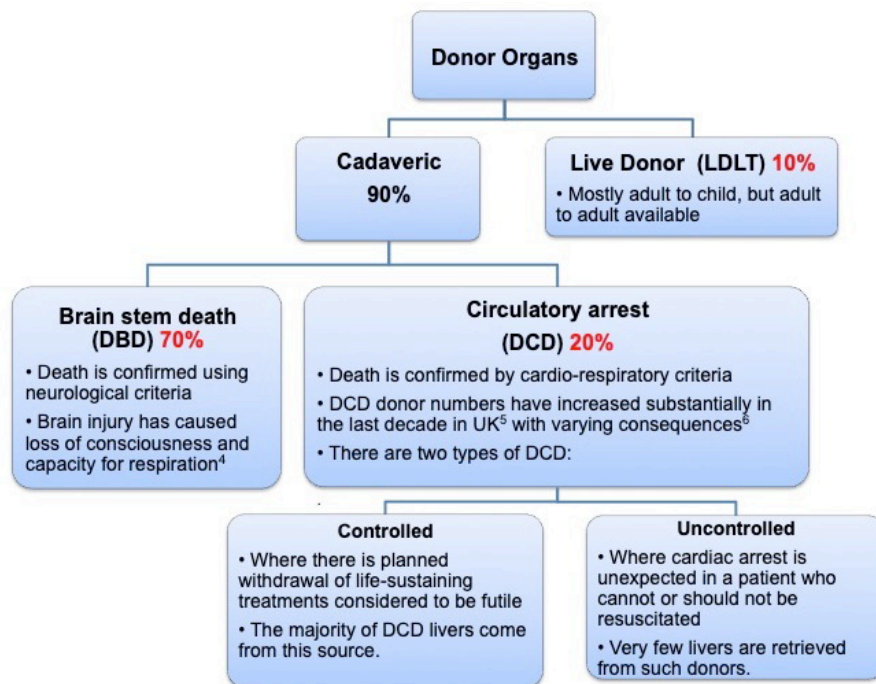 Donor Organs
Cadaveric
90%
Live Donor (LDLT) 10%
• Mostly adult to child, but adult
to adult available
Brain stem death
(DBD) 70%
• Death is confirmed using
neurological criteria
• Brain injury has caused
loss of consciousness and
capacity for respiration⁴
Circulatory arrest
(DCD) 20%
• Death is confirmed by cardio-respiratory criteria
• DCD donor numbers have increased substantially in
the last decade in UK⁵ with varying consequences⁶
• There are two types of DCD:
Controlled
• Where there is planned
withdrawal of life-sustaining
treatments considered to be futile
• The majority of DCD livers come
from this source.
Uncontrolled
• Where cardiac arrest is
unexpected in a patient who
cannot or should not be
resuscitated
• Very few livers are retrieved
from such donors.